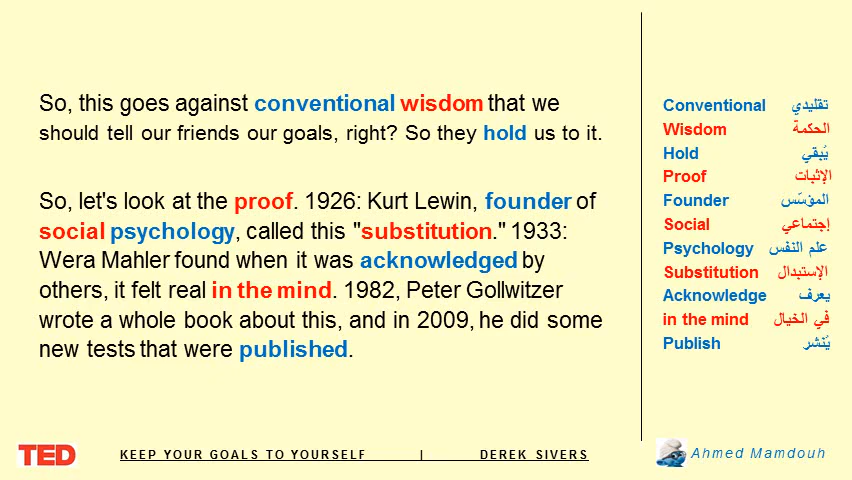 So, this goes against conventional wisdom that we
should tell our friends our goals, right? So they hold us to it.
So, let's look at the proof. 1926: Kurt Lewin, founder of
social psychology, called this "substitution." 1933:
Wera Mahler found when it was acknowledged by
others, it felt real in the mind. 1982, Peter Gollwitzer
wrote a whole book about this, and in 2009, he did some
new tests that were published.
Conventional تقليدي
Wisdom الحكمة
Hold يُبقي
Proof الإثبات
Founder المؤسّس
Social إجتماعي
Psychology علم النفس
Substitution الإستبدال
Acknowledge يعرف
in the mind في الخيال
Publish يُنشر
TED
KEEP YOUR GOALS TO YOURSELF | DEREK SIVERS
Ahmed Mamdouh